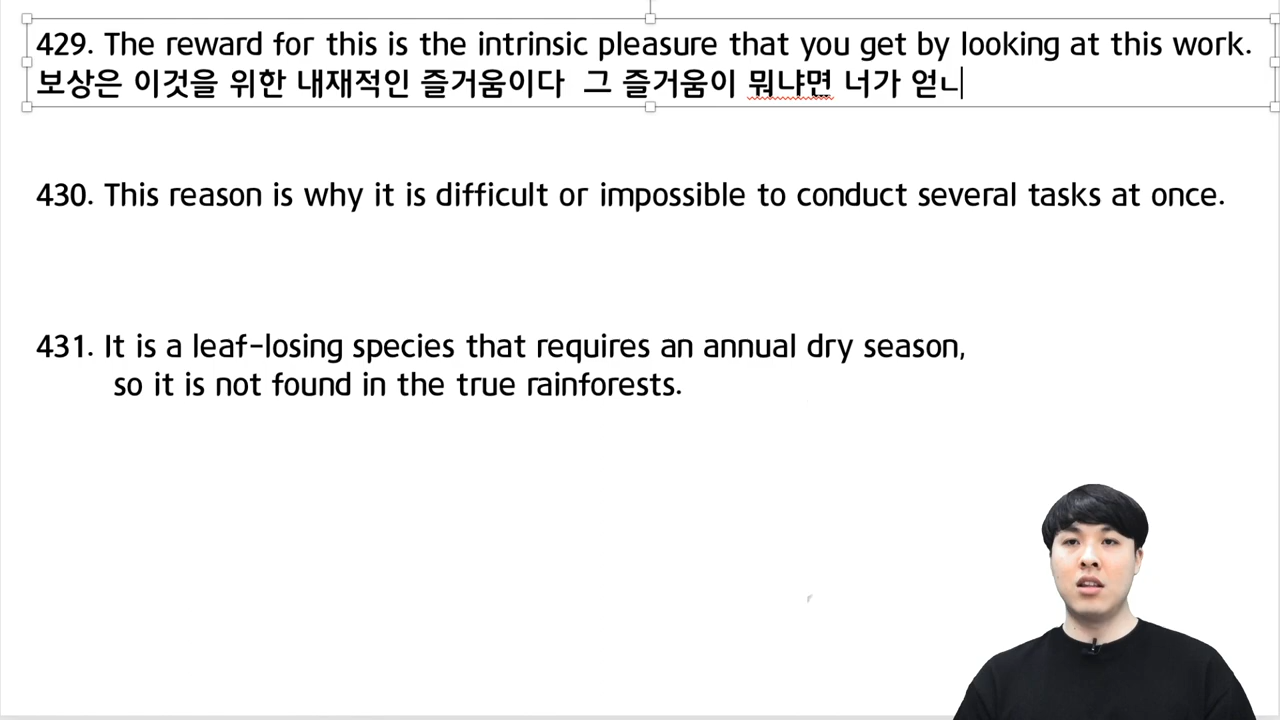 429. The reward for this is the intrinsic pleasure that you get by looking at this work.
보상은 이것을 위한 내재적인 즐거움이다 그 즐거움이 뭐냐면 너가 얻ㄴ
430. This reason is why it is difficult or impossible to conduct several tasks at once.
431. It is a leaf-losing species that requires an annual dry season,
so it is not found in the true rainforests.